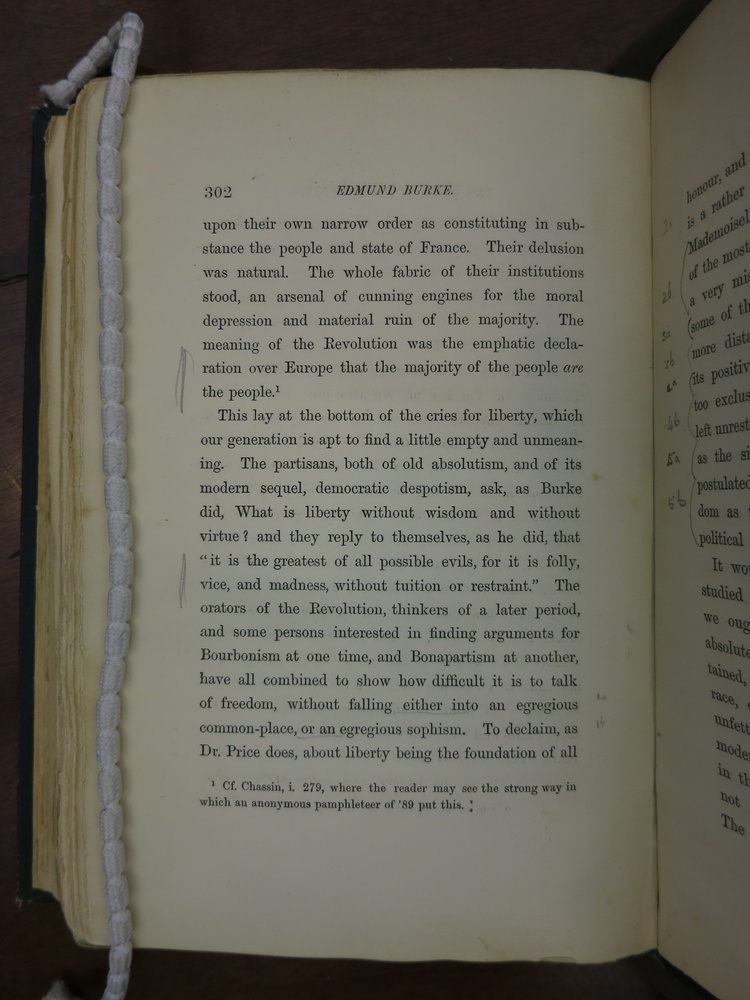 302
EDMUND BURKE.
upon their own narrow order as constituting in sub-
stance the people and state of France. Their delusion
was natural. The whole fabric of their institutions
stood, an arsenal of cunning engines for the moral
depression and material ruin of the majority. The
meaning of the Revolution was the emphatic decla-
ration over Europe that the majority of the people are
the people.¹
This lay at the bottom of the cries for liberty, which
our generation is apt to find a little empty and unmean-
ing. The partisans, both of old absolutism, and of its
modern sequel, democratic despotism, ask, as Burke
did, What is liberty without wisdom and without
virtue? and they reply to themselves, as he did, that
"it is the greatest of all possible evils, for it is folly,
vice, and madness, without tuition or restraint." The
orators of the Revolution, thinkers of a later period,
and some persons interested in finding arguments for
Bourbonism at one time, and Bonapartism at another,
have all combined to show how difficult it is to talk
of freedom, without falling either into an egregious
common-place, or an egregious sophism. To declaim, as
Dr. Price does, about liberty being the foundation of all
¹ Cf. Chassin, i. 279, where the reader may see the strong way in
which an anonymous pamphleteer of '89 put this.
honour, and
is a rather
Mademoisell
of the most
a very mis
(some of th
more dista
its positiv
too exclus
left unrest
as the si
postulated
dom as
political
It wo
studied
we oug
absolute
tained,
race,
unfett
mode
in th
not
The